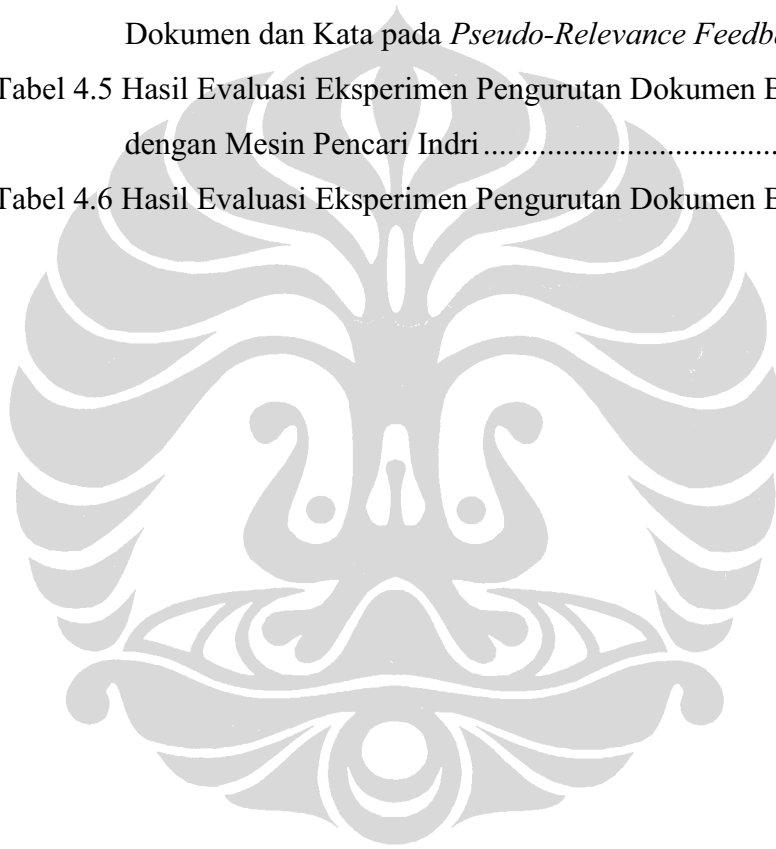 Dokumen dan Kata pada Pseudo-Relevance
Tabel 4.5 Hasil Evaluasi Eksperimen Pengurutan Dokumen
dengan Mesin Pencari Indri..................................
Tabel 4.6 Hasil Evaluasi Eksperimen Pengurutan Dokumen